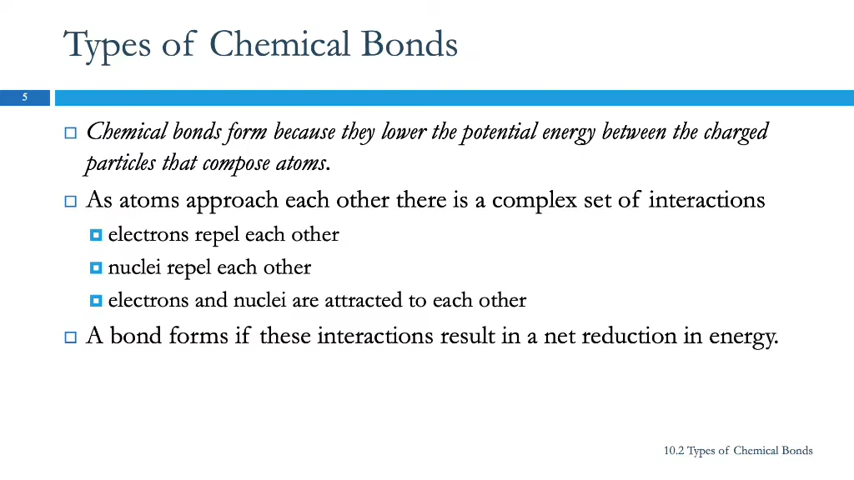 Types of Chemical Bonds
5
Chemical bonds form because they lower the potential energy between the charged
particles that compose atoms.
As atoms approach each other there is a complex set of interactions
electrons repel each other
nuclei repel each other
electrons and nuclei are attracted to each other
A bond forms if these interactions result in a net reduction in energy.
10.2 Types of Chemical Bonds